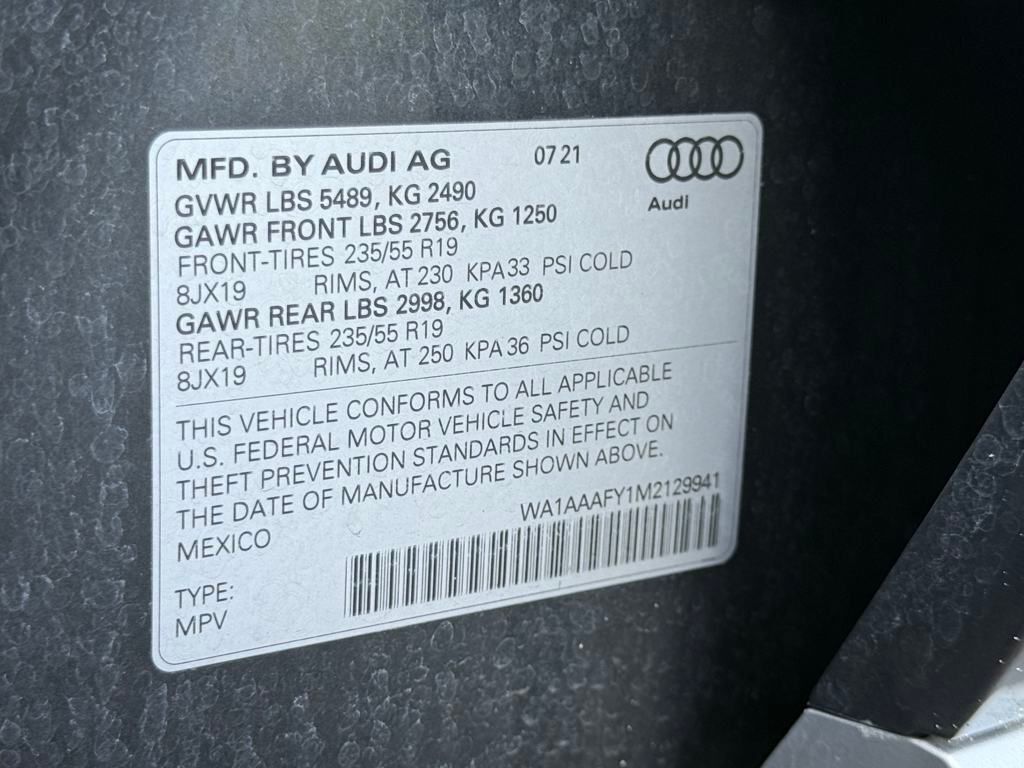 MFD. BY AUDI AG 07 21
Audi
GVWR LBS 5489, KG 2490
GAWR FRONT LBS 2756, KG 1250
FRONT-TIRES 235/55 R19
8JX19 RIMS, AT 230 KPA 33 PSI COLD
GAWR REAR LBS 2998, KG 1360
REAR-TIRES 235/55 R19
8JX19 RIMS, AT 250 KPA 36 PSI COLD
THIS VEHICLE CONFORMS TO ALL APPLICABLE
U.S. FEDERAL MOTOR VEHICLE SAFETY AND
THEFT PREVENTION STANDARDS IN EFFECT ON
THE DATE OF MANUFACTURE SHOWN ABOVE.
WA1AAAFY1M2129941
MEXICO
TYPE:
MPV